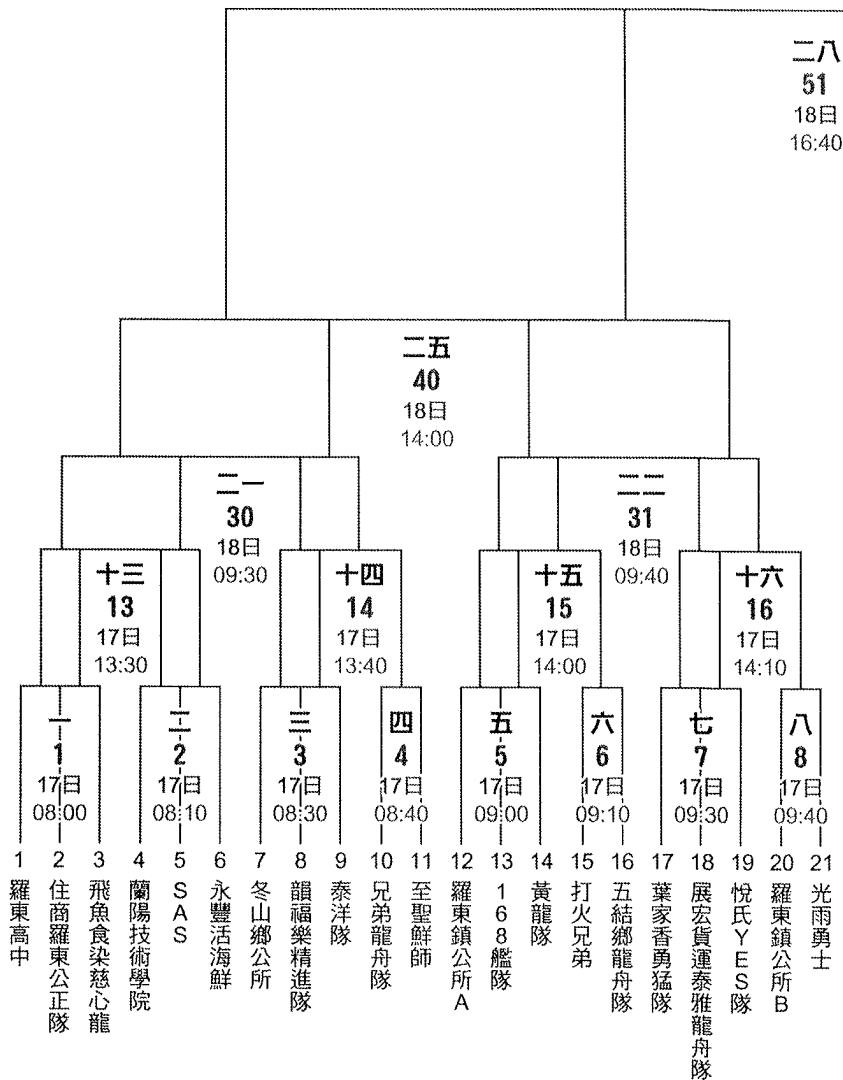 二八
51
18日
16:40
二五
40
18日
14:00
二一
30
18日
09:30
二二
31
18日
09:40
十三
13
17日
13:30
十四
14
17日
13:40
十五
15
17日
14:00
十六
16
17日
14:10
一
1
17日
08:00
二
2
17日
08:10
三
3
17日
08:30
四
4
17日
08:40
五
5
17日
09:00
六
6
17日
09:10
七
7
17日
09:30
八
8
17日
09:40
1 羅東高中
2 住商羅東公正隊
3 飛魚食染慈心龍
4 蘭陽技術學院
5 SAS
6 永豐活海鮮
7 冬山鄉公所
8 韻福樂精進隊
9 泰洋隊
10 兄弟龍舟隊
11 至聖鮮師
12 羅東鎮公所A
13 168艦隊
14 黃龍隊
15 打火兄弟
16 五結鄉龍舟隊
17 葉家香勇猛隊
18 展宏貨運泰雅龍舟隊
19 悅氏YES隊
20 羅東鎮公所B
21 光雨勇士